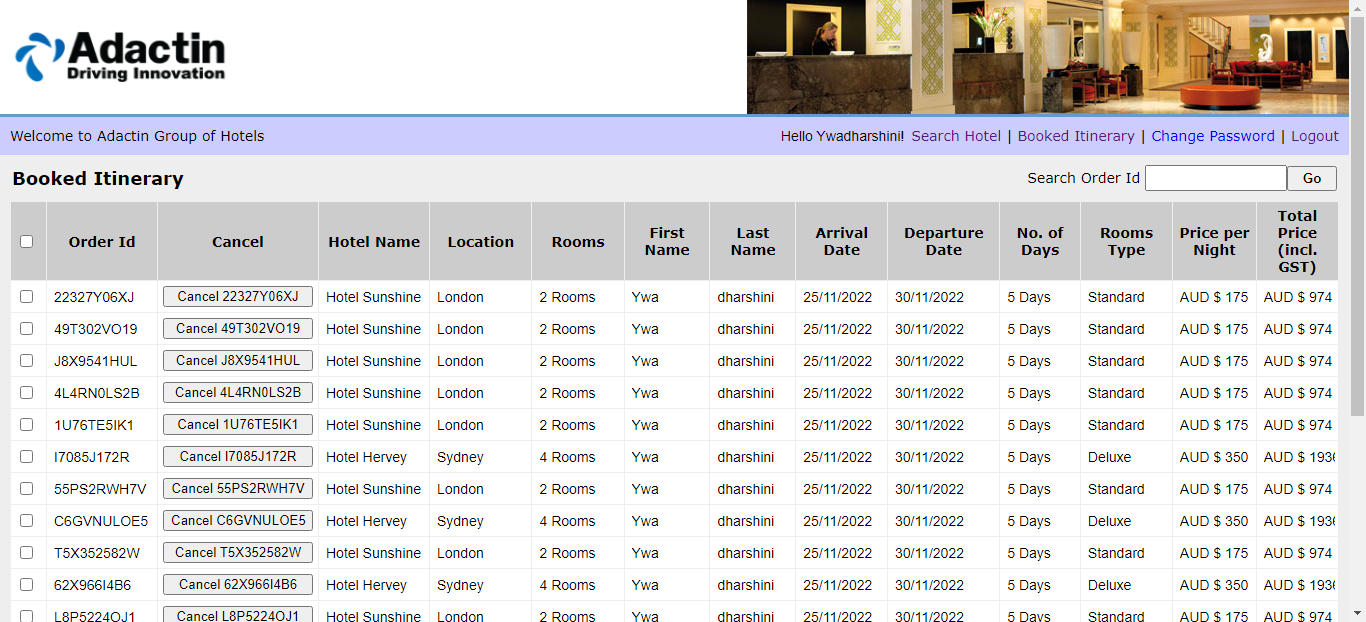 Adactin
Driving Innovation
Welcome to Adactin Group of Hotels
Hello Ywadharshini! Search Hotel | Booked Itinerary | Change Password | Logout
Booked Itinerary
Search Order Id Go
Order Id Cancel Hotel Name Location Rooms First Name Last Name Arrival Date Departure Date No. of Days Rooms Type Price per Night Total Price (incl. GST)
22327Y06XJ Cancel 22327Y06XJ Hotel Sunshine London 2 Rooms Ywa dharshini 25/11/2022 30/11/2022 5 Days Standard AUD $ 175 AUD $ 974
49T302VO19 Cancel 49T302VO19 Hotel Sunshine London 2 Rooms Ywa dharshini 25/11/2022 30/11/2022 5 Days Standard AUD $ 175 AUD $ 974
J8X9541HUL Cancel J8X9541HUL Hotel Sunshine London 2 Rooms Ywa dharshini 25/11/2022 30/11/2022 5 Days Standard AUD $ 175 AUD $ 974
4L4RN0LS2B Cancel 4L4RN0LS2B Hotel Sunshine London 2 Rooms Ywa dharshini 25/11/2022 30/11/2022 5 Days Standard AUD $ 175 AUD $ 974
1U76TE5IK1 Cancel 1U76TE5IK1 Hotel Sunshine London 2 Rooms Ywa dharshini 25/11/2022 30/11/2022 5 Days Standard AUD $ 175 AUD $ 974
I7085J172R Cancel I7085J172R Hotel Hervey Sydney 4 Rooms Ywa dharshini 25/11/2022 30/11/2022 5 Days Deluxe AUD $ 350 AUD $ 1936
55PS2RWH7V Cancel 55PS2RWH7V Hotel Sunshine London 2 Rooms Ywa dharshini 25/11/2022 30/11/2022 5 Days Standard AUD $ 175 AUD $ 974
C6GVNULOE5 Cancel C6GVNULOE5 Hotel Hervey Sydney 4 Rooms Ywa dharshini 25/11/2022 30/11/2022 5 Days Deluxe AUD $ 350 AUD $ 1936
T5X352582W Cancel T5X352582W Hotel Sunshine London 2 Rooms Ywa dharshini 25/11/2022 30/11/2022 5 Days Standard AUD $ 175 AUD $ 974
62X966I4B6 Cancel 62X966I4B6 Hotel Hervey Sydney 4 Rooms Ywa dharshini 25/11/2022 30/11/2022 5 Days Deluxe AUD $ 350 AUD $ 1936
L8P5224OJ1 Cancel L8P5224OJ1 Hotel Sunshine London 2 Rooms Ywa dharshini 25/11/2022 30/11/2022 5 Days Standard AUD $ 175 AUD $ 974